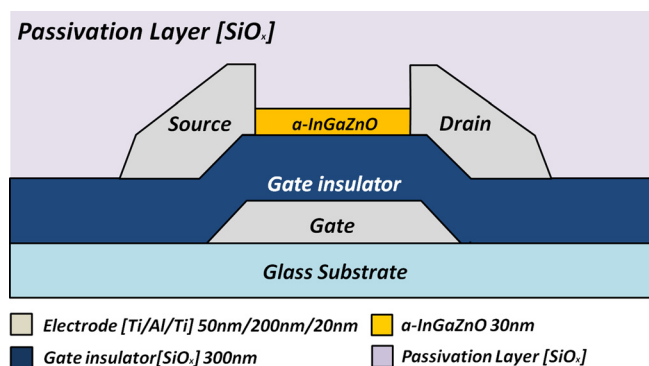 Passivation Layer [SiOₓ]
Source
a-InGaZnO
Drain
Gate insulator
Gate
Glass Substrate
Electrode [Ti/Al/Ti] 50nm/200nm/20nm
a-InGaZnO 30nm
Gate insulator[SiOₓ] 300nm
Passivation Layer [SiOₓ]